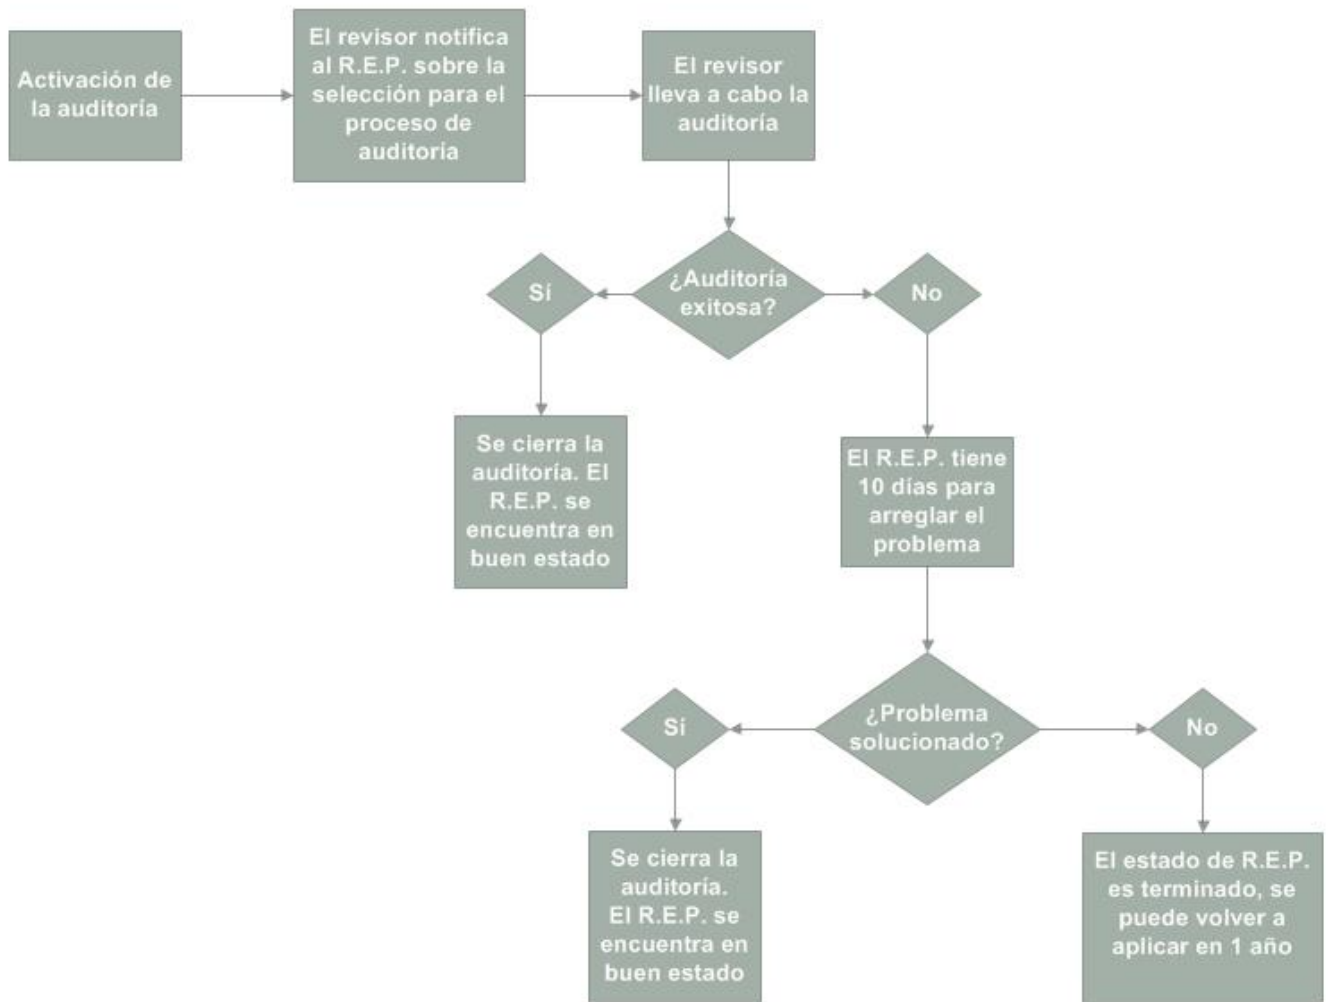 Activación de
la auditoría
El revisor notifica
al R.E.P. sobre la
selección para el
proceso de
auditoría
El revisor
lleva a cabo la
auditoría
¿Auditoría
exitosa?
Sí
No
Se cierra la
auditoría. El
R.E.P. se
encuentra en
buen estado
El R.E.P. tiene
10 días para
arreglar el
problema
¿Problema
solucionado?
Sí
No
Se cierra la
auditoría.
El R.E.P. se
encuentra en
buen estado
El estado de R.E.P.
es terminado, se
puede volver a
aplicar en 1 año